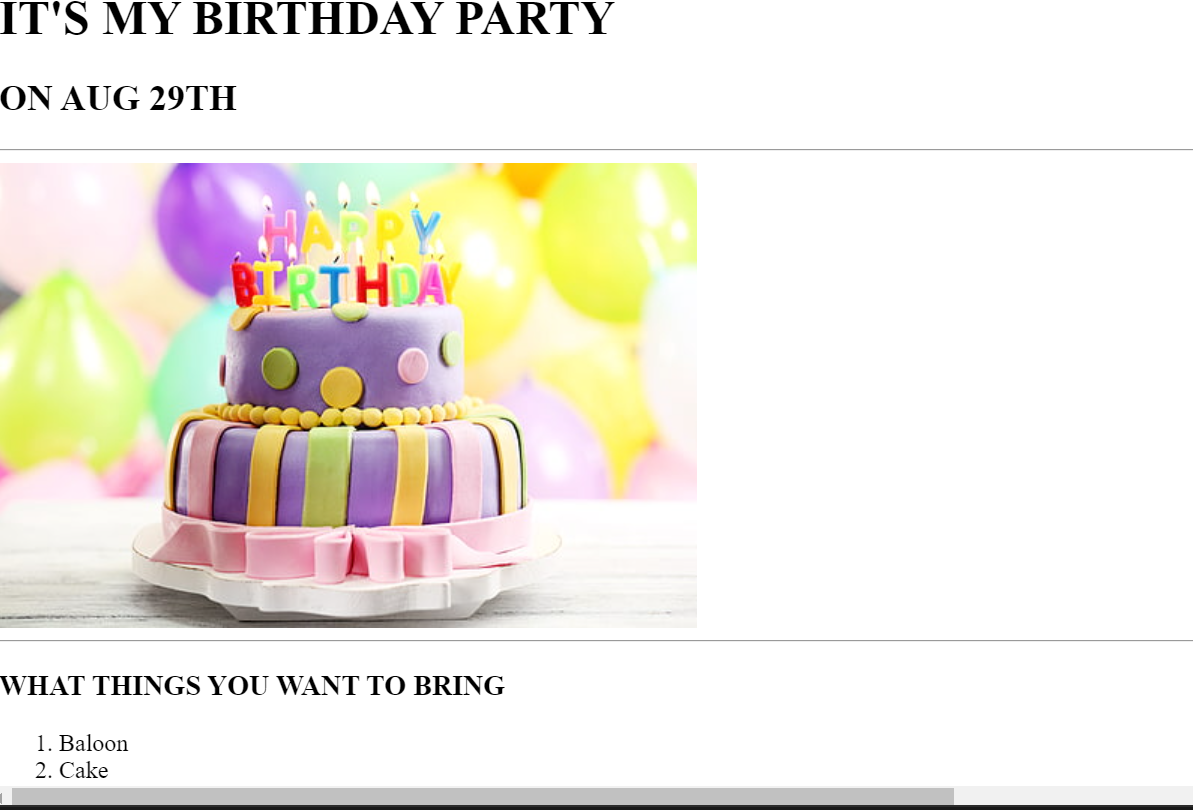 IT'S MY BIRTHDAY PARTY
ON AUG 29TH
HAPPY
BIRTHDAY
WHAT THINGS YOU WANT TO BRING
1. Baloon
2. Cake